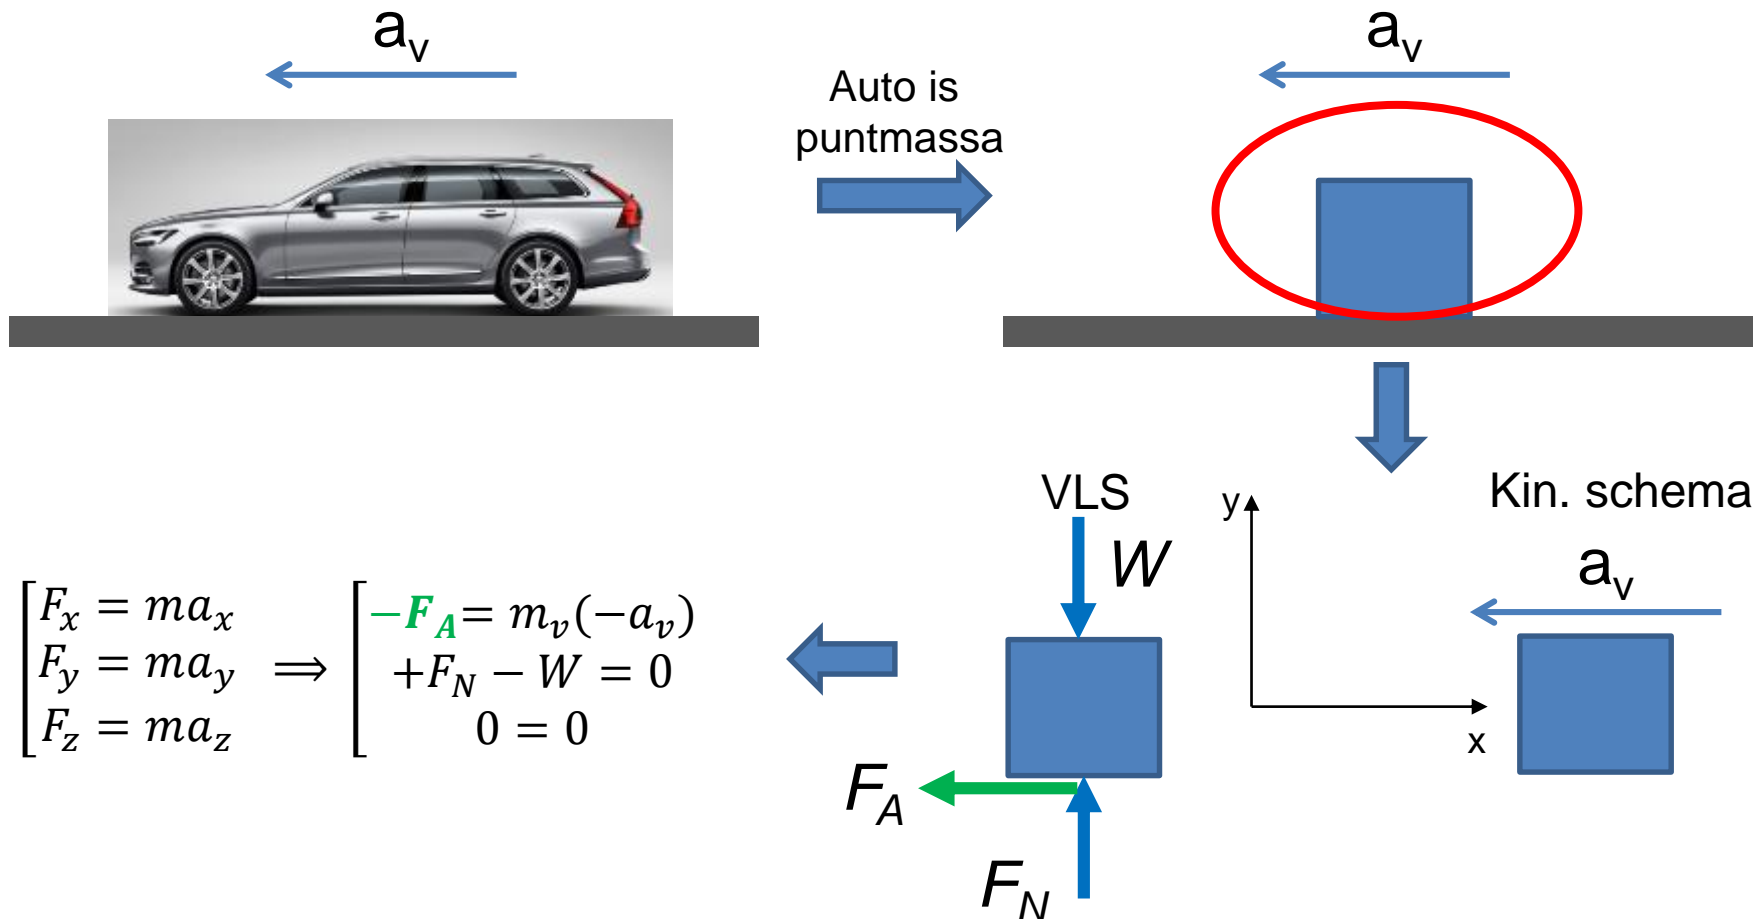 a_v
a_v
Auto is
puntmassa
VLS
y
Kin. schema
W
a_v
F_x = ma_x
F_y = ma_y
F_z = ma_z
⟹
−F_A = m_v(−a_v)
+F_N − W = 0
0 = 0
x
F_A
F_N